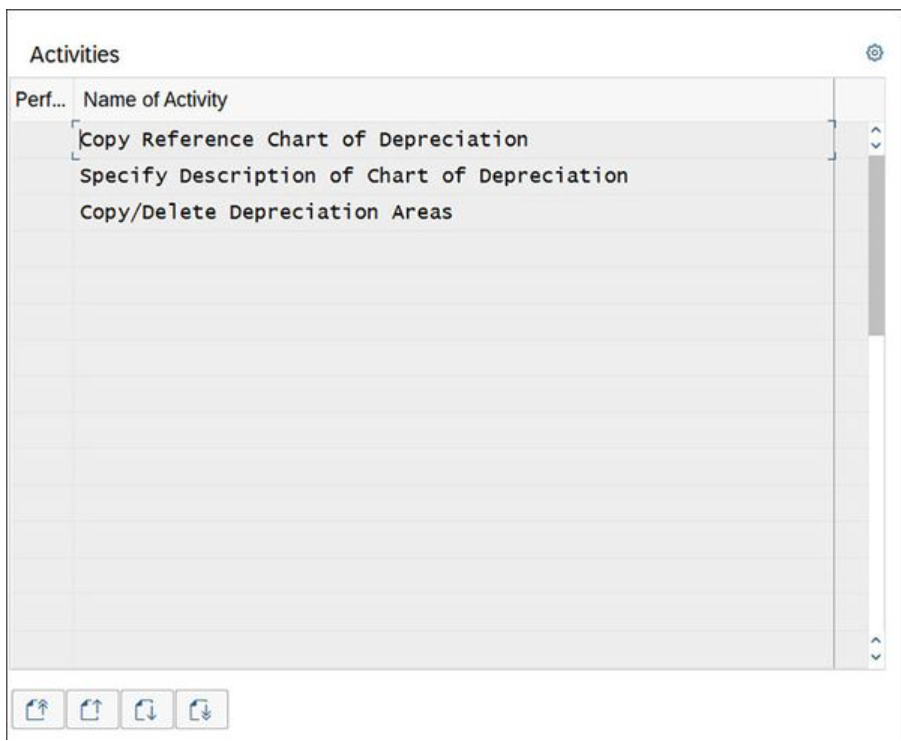 Activities
Perf... Name of Activity
Copy Reference Chart of Depreciation
Specify Description of Chart of Depreciation
Copy/Delete Depreciation Areas